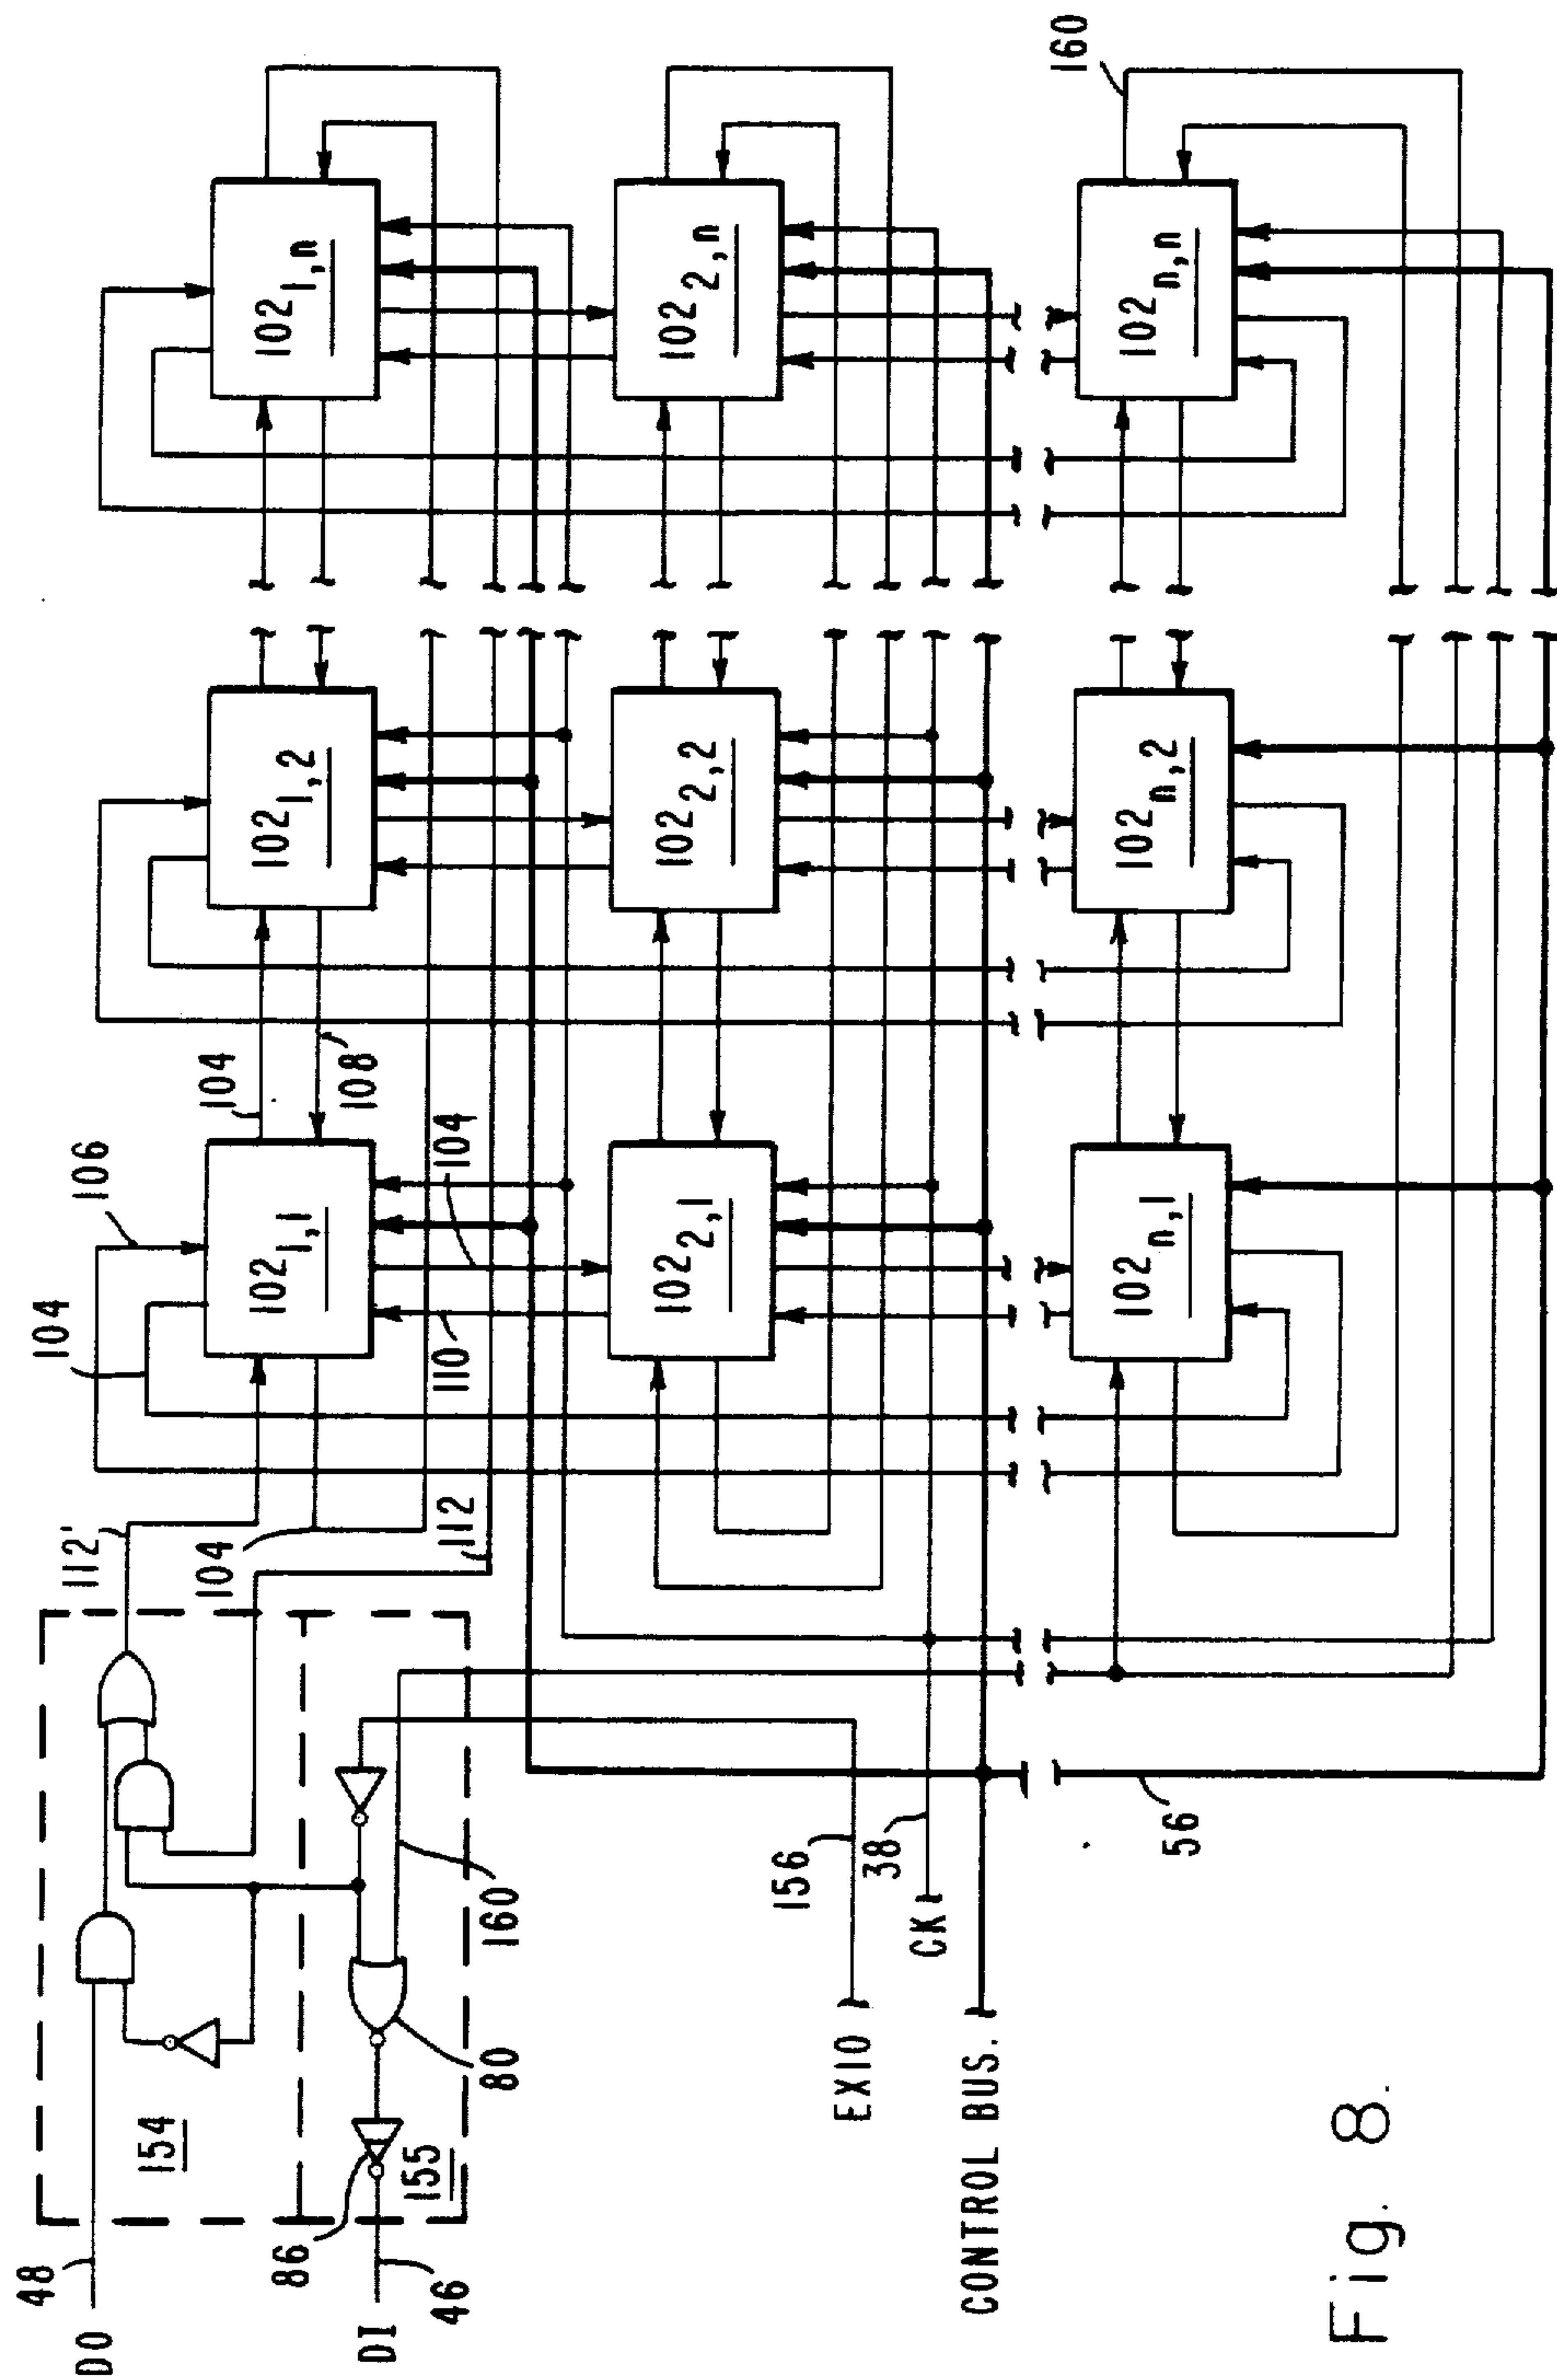 DO
48
154
112'
104
106
104
104
108
102 1,1
102 1,2
102 1,n
DI
46
86
155
80
160
112
110
104
102 2,1
102 2,2
102 2,n
EXIO
156
CK
38
CONTROL BUS.
56
102 n,1
102 n,2
102 n,n
160
Fig. 8.